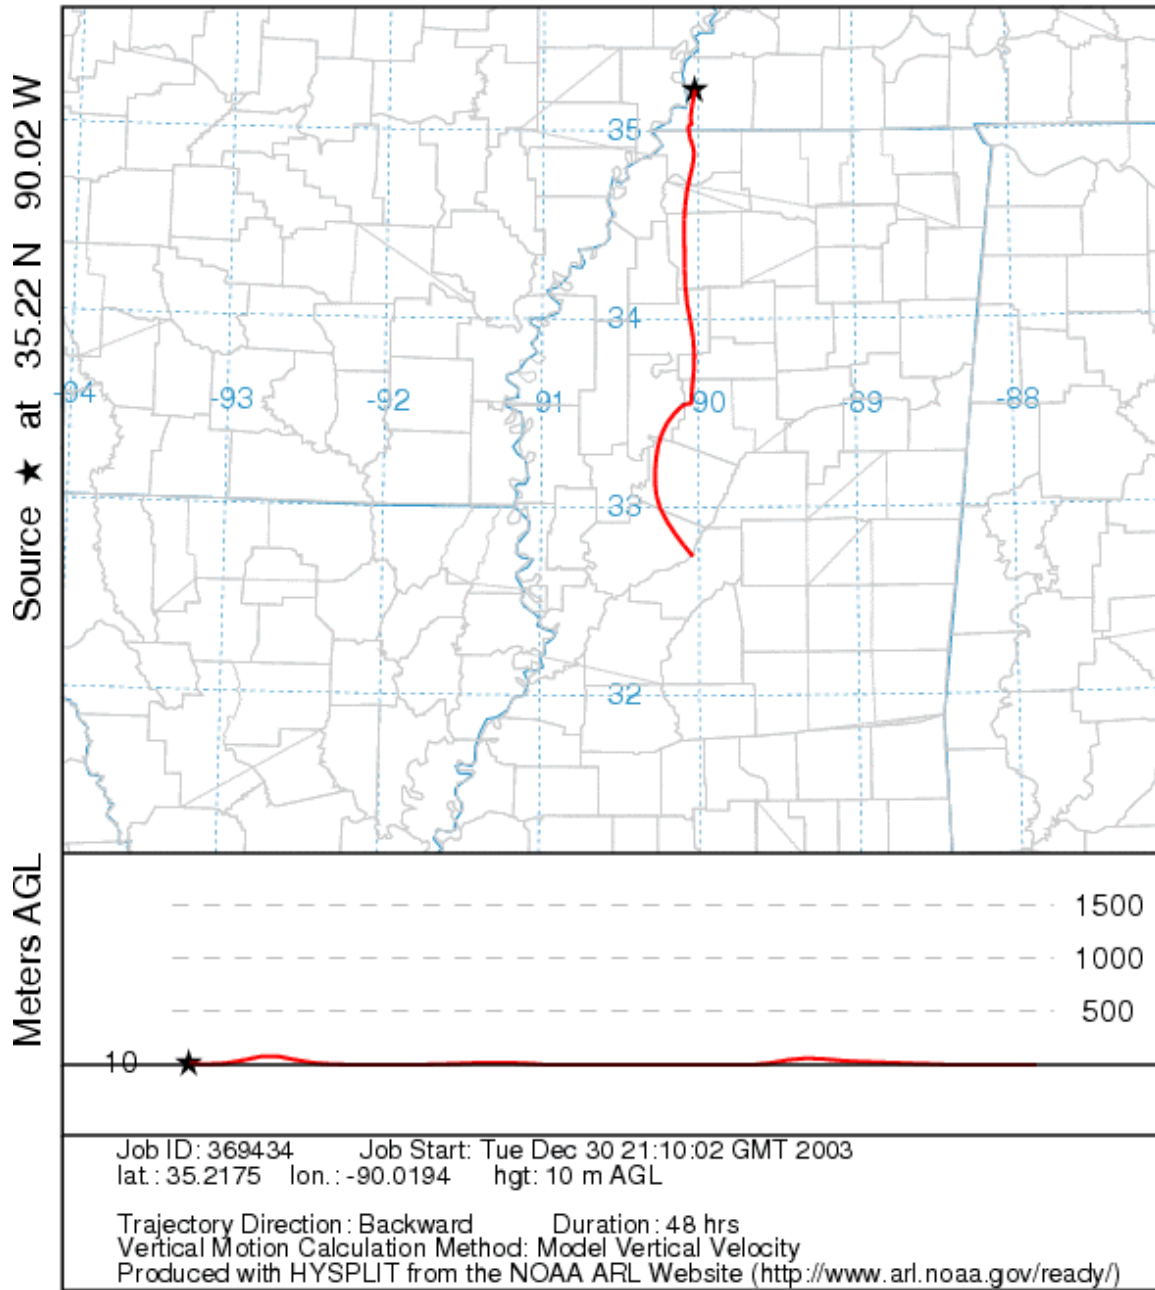 Source ★ at 35.22 N 90.02 W
35
34
-94
-93
-92
-91
-90
-89
-88
33
32
Meters AGL
1500
1000
500
10
Job ID: 369434 Job Start: Tue Dec 30 21:10:02 GMT 2003
lat.: 35.2175 lon.: -90.0194 hgt: 10 m AGL
Trajectory Direction: Backward Duration: 48 hrs
Vertical Motion Calculation Method: Model Vertical Velocity
Produced with HYSPLIT from the NOAA ARL Website (http://www.arl.noaa.gov/ready/)